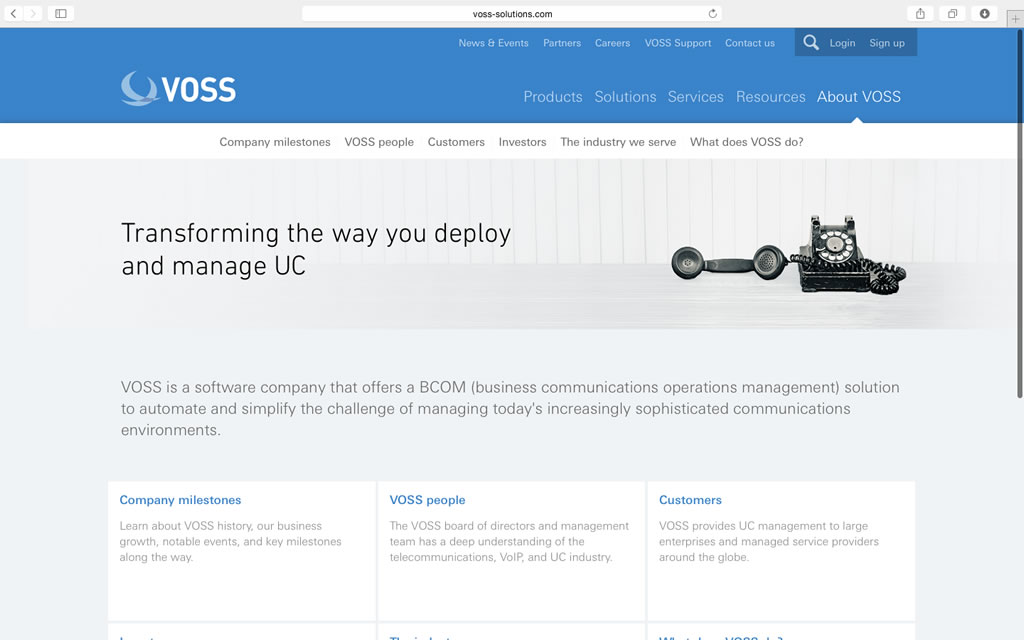 voss-solutions.com
News & Events Partners Careers VOSS Support Contact us Login Sign up
VOSS
Products Solutions Services Resources About VOSS
Company milestones VOSS people Customers Investors The industry we serve What does VOSS do?
Transforming the way you deploy
and manage UC
VOSS is a software company that offers a BCOM (business communications operations management) solution
to automate and simplify the challenge of managing today's increasingly sophisticated communications
environments.
Company milestones
Learn about VOSS history, our business
growth, notable events, and key milestones
along the way.
VOSS people
The VOSS board of directors and management
team has a deep understanding of the
telecommunications, VoIP, and UC industry.
Customers
VOSS provides UC management to large
enterprises and managed service providers
around the globe.